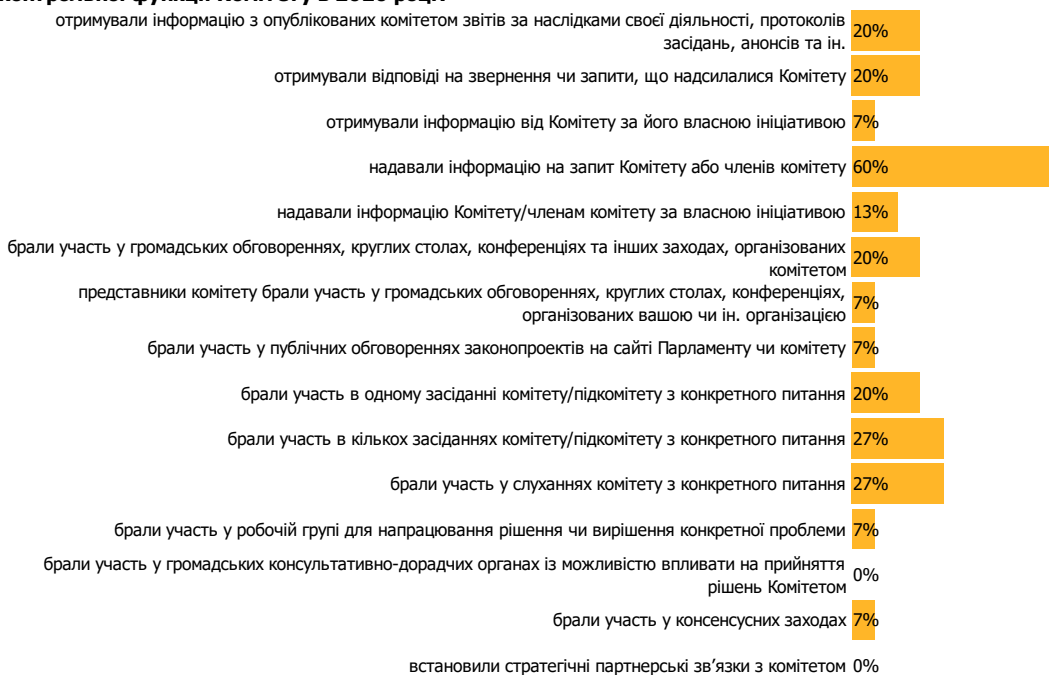 отримували інформацію з опублікованих комітетом звітів за наслідками своєї діяльності, протоколів
засідань, анонсів та ін.
20%
отримували відповіді на звернення чи запити, що надсилалися Комітету 20%
отримували інформацію від Комітету за його власною ініціативою 7%
надавали інформацію на запит Комітету або членів комітету 60%
надавали інформацію Комітету/членам комітету за власною ініціативою 13%
брали участь у громадських обговореннях, круглих столах, конференціях та інших заходах, організованих
комітетом
20%
представники комітету брали участь у громадських обговореннях, круглих столах, конференціях,
організованих вашою чи ін. організацією
7%
брали участь у публічних обговореннях законопроектів на сайті Парламенту чи комітету 7%
брали участь в одному засіданні комітету/підкомітету з конкретного питання 20%
брали участь в кількох засіданнях комітету/підкомітету з конкретного питання 27%
брали участь у слуханнях комітету з конкретного питання 27%
брали участь у робочій групі для напрацювання рішення чи вирішення конкретної проблеми 7%
брали участь у громадських консультативно-дорадчих органах із можливістю впливати на прийняття
рішень Комітетом
0%
брали участь у консенсусних заходах 7%
встановили стратегічні партнерські зв’язки з комітетом 0%